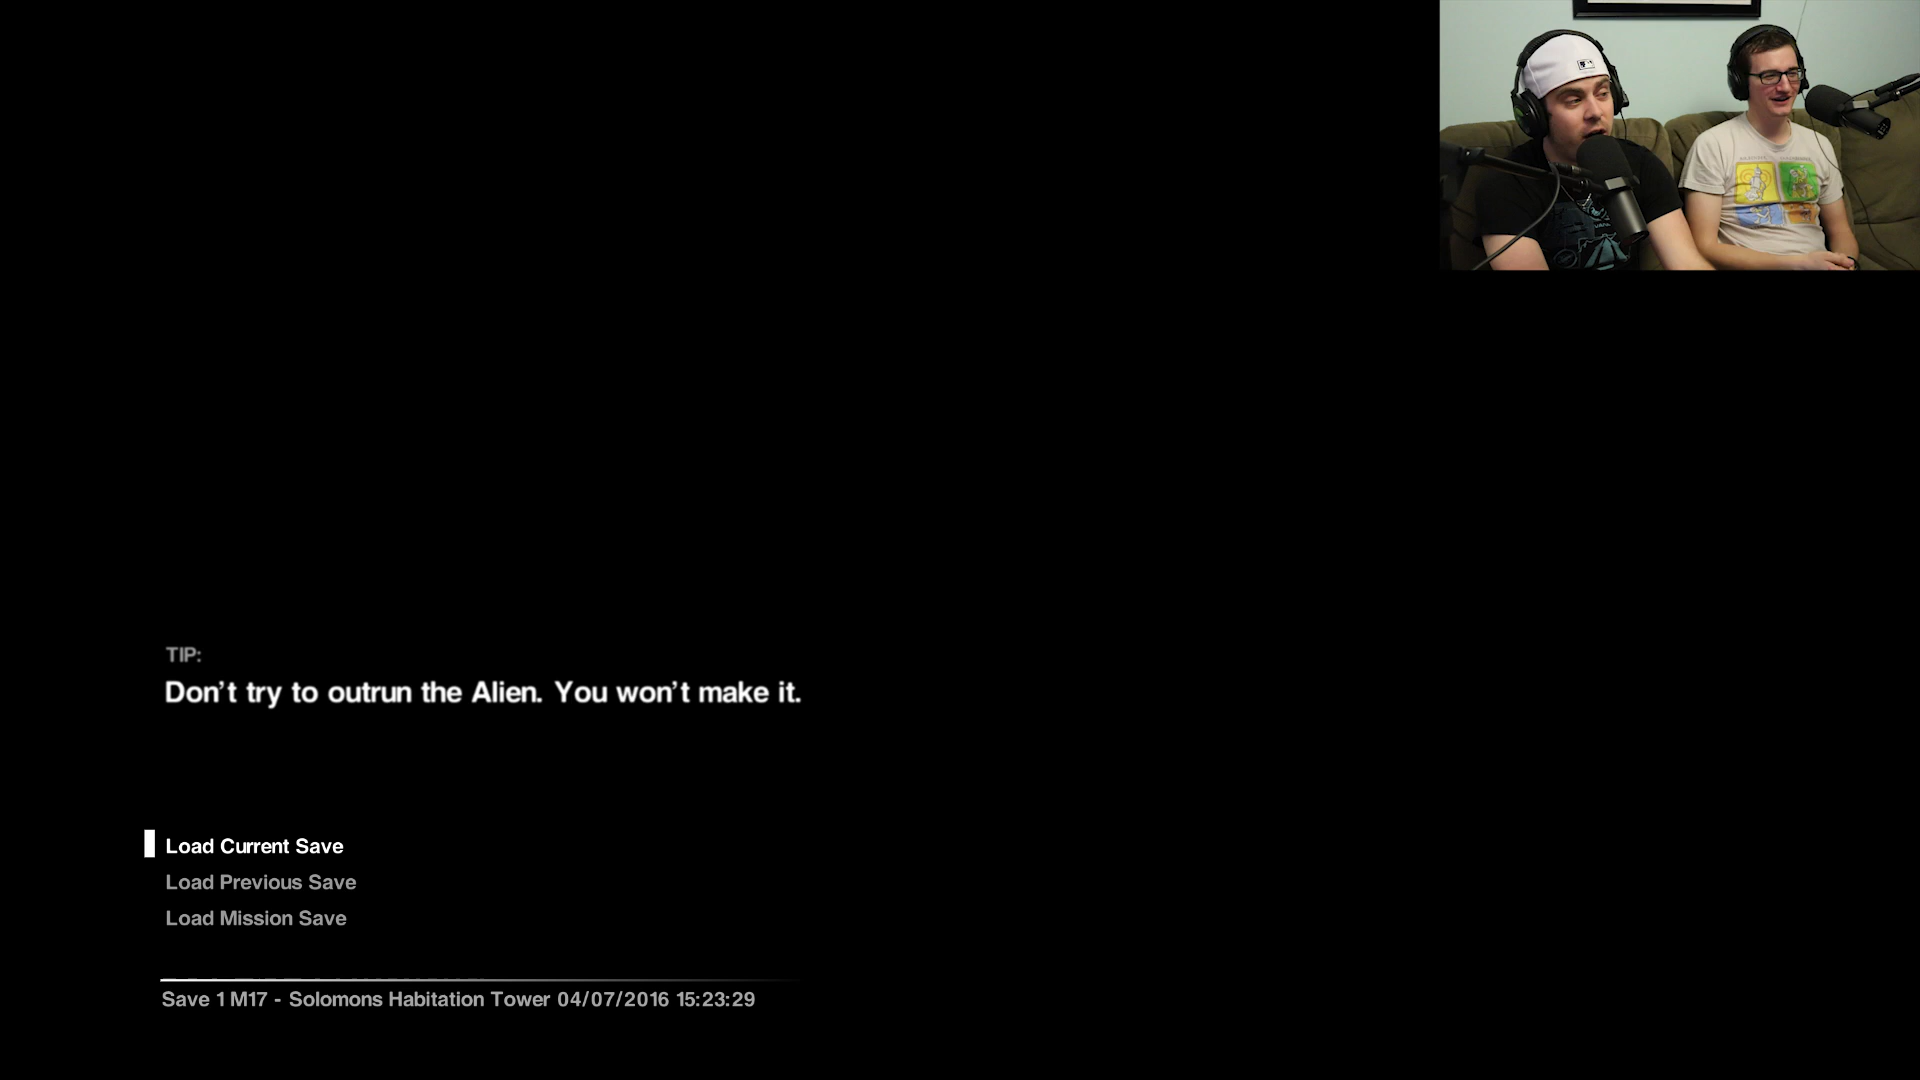 TIP:
Don't try to outrun the Alien. You won't make it.
Load Current Save
Load Previous Save
Load Mission Save
Save 1 M17 - Solomons Habitation Tower 04/07/2016 15:23:29